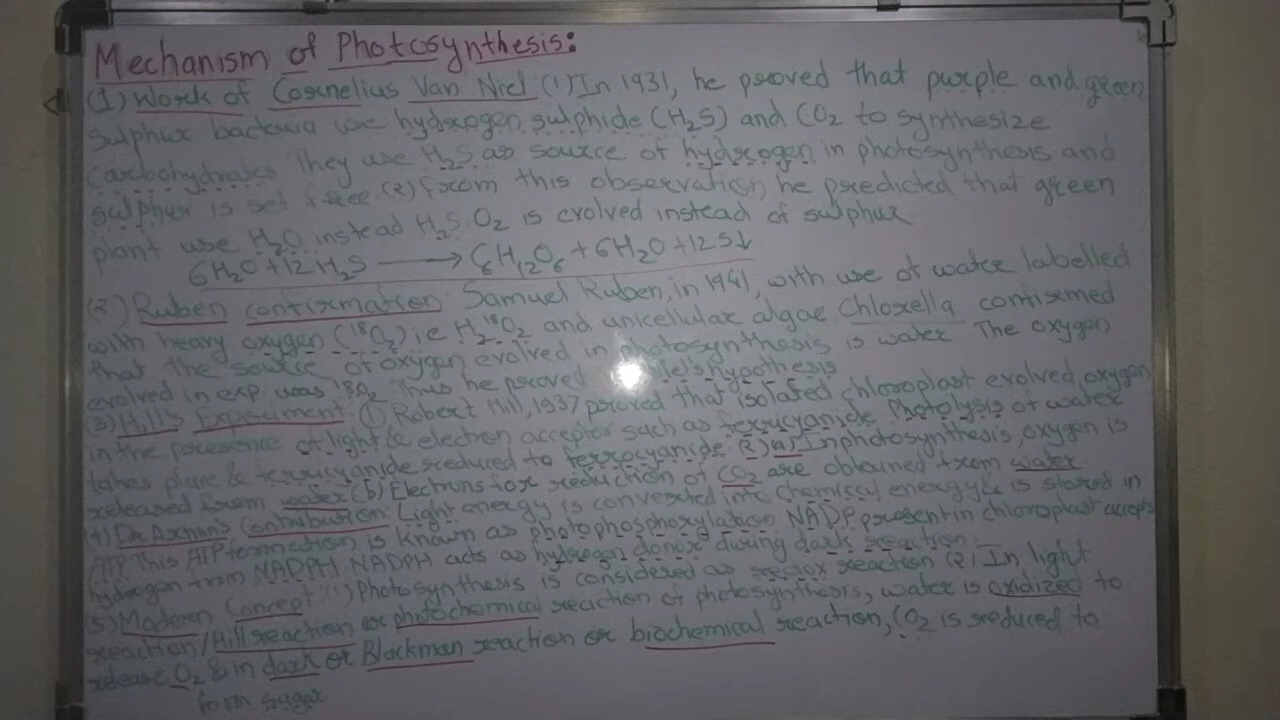 Mechanism of Photosynthesis:
(1) Work of Cornelius Van Niel (1) In 1931, he proved that purple and green
sulphur bacteria use hydrogen sulphide (H₂S) and CO₂ to synthesize
Carbohydrates They use H₂S as source of hydrogen in photosynthesis and
sulphur is set free (2) From this observation, he predicted that green
plant use H₂O instead H₂S O₂ is evolved instead of sulphur
6H₂O + 12H₂S ⟶ C₆H₁₂O₆ + 6H₂O + 12S↓
(2) Ruben confirmation Samuel Ruben, in 1941, with use of water labelled
with heavy oxygen (¹⁸O₂) ie H₂¹⁸O₂ and unicellular algae Chlorella confirmed
that the source of oxygen evolved in photosynthesis is water The oxygen
evolved in exp was ¹⁸O₂ Thus he proved hypothesis
(3) Hill's Experiment (1) Robert Hill, 1937 proved that isolated chloroplast evolved oxygen
in the presence of light & electron acceptor such as ferricyanide Photolysis of water
takes place & ferricyanide reduced to ferrocyanide (2) (a) In photosynthesis, oxygen is
released from water (b) Electrons for reduction of CO₂ are obtained from water
(4) Dr Arnon's Contribution: Light energy is converted into chemical energy & is stored in
ATP This ATP formation is known as photophosphorylation NADP present in chloroplast accepts
hydrogen from NADPH NADPH acts as hydrogen donor during dark reaction.
(5) Modern Concept (1) Photosynthesis is considered as redox reaction (2) In light
reaction/Hill reaction or photochemical reaction of photosynthesis, water is oxidized to
release O₂ & in dark or Blackman reaction or biochemical reaction, CO₂ is reduced to
form sugar